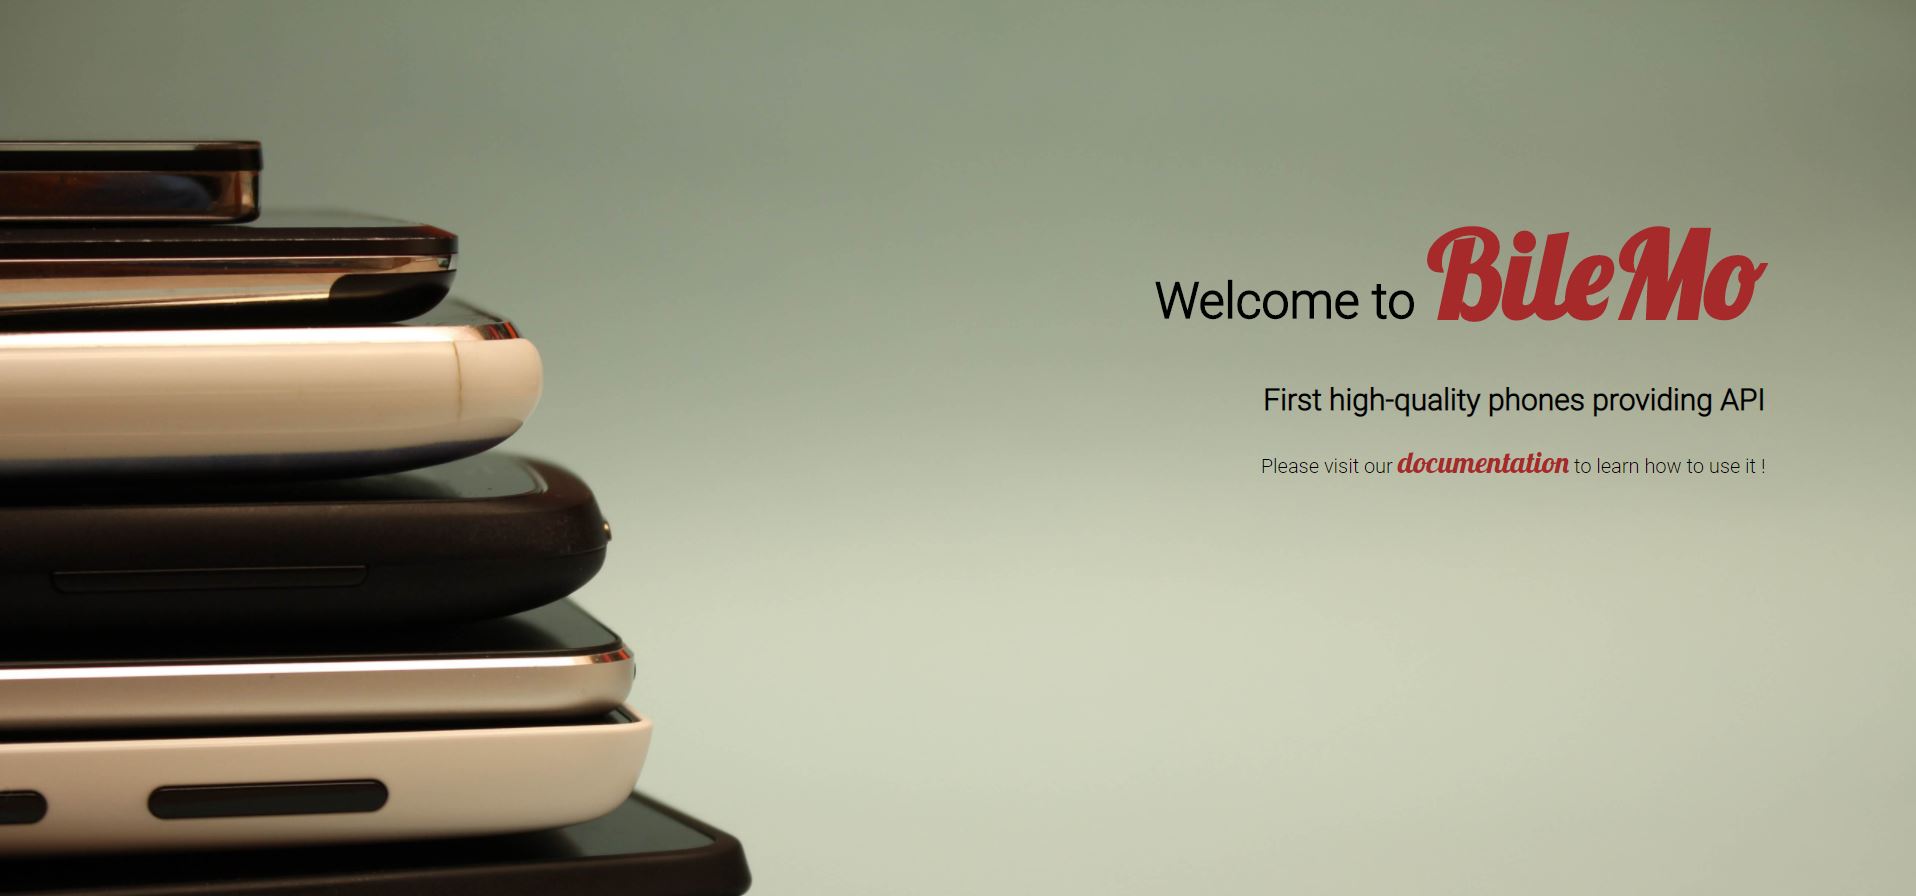 Welcome to BileMo
First high-quality phones providing API
Please visit our documentation to learn how to use it !